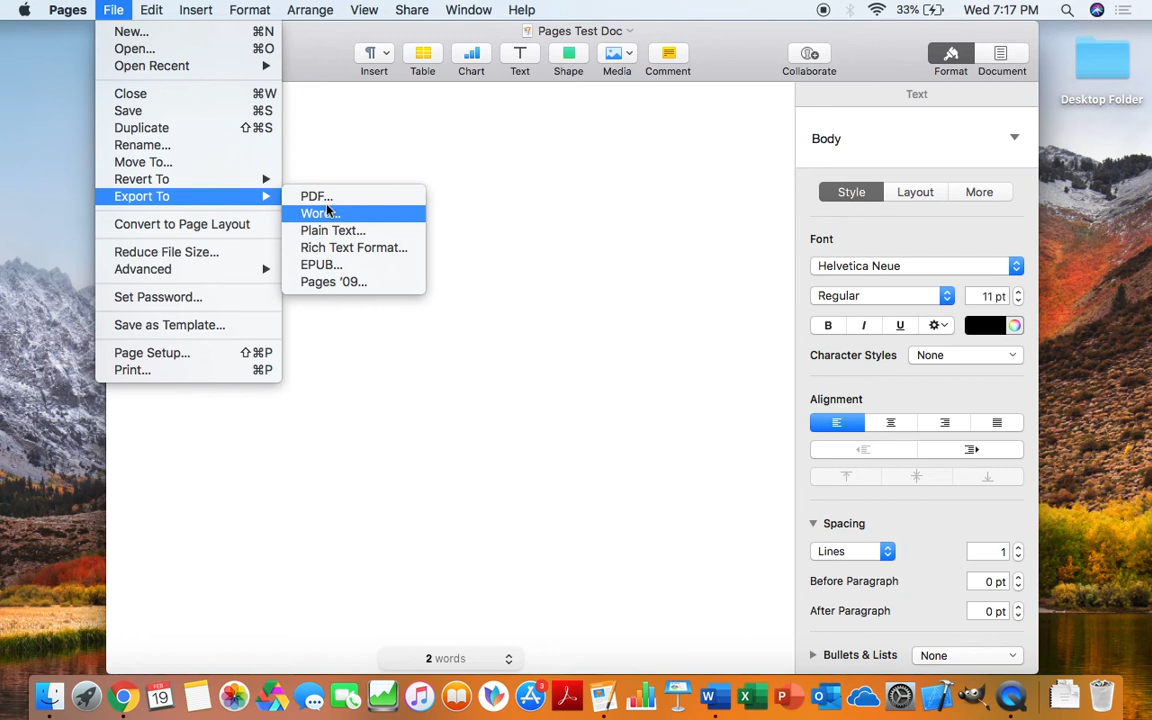 Pages File Edit Insert Format Arrange View Share Window Help 33% Wed 7:17 PM
Pages Test Doc
Insert Table Chart Text Shape Media Comment Collaborate Format Document
New... ⌘N
Open... ⌘O
Open Recent
Close ⌘W
Save ⌘S
Duplicate ⇧⌘S
Rename...
Move To...
Revert To
Export To
Convert to Page Layout
Reduce File Size...
Advanced
Set Password...
Save as Template...
Page Setup... ⇧⌘P
Print... ⌘P
PDF...
Word...
Plain Text...
Rich Text Format...
EPUB...
Pages ’09...
Text
Body
Style Layout More
Font
Helvetica Neue
Regular 11 pt
B I U
Character Styles None
Alignment
Spacing
Lines 1
Before Paragraph 0 pt
After Paragraph 0 pt
Bullets & Lists None
2 words
Desktop Folder
FEB
19
3